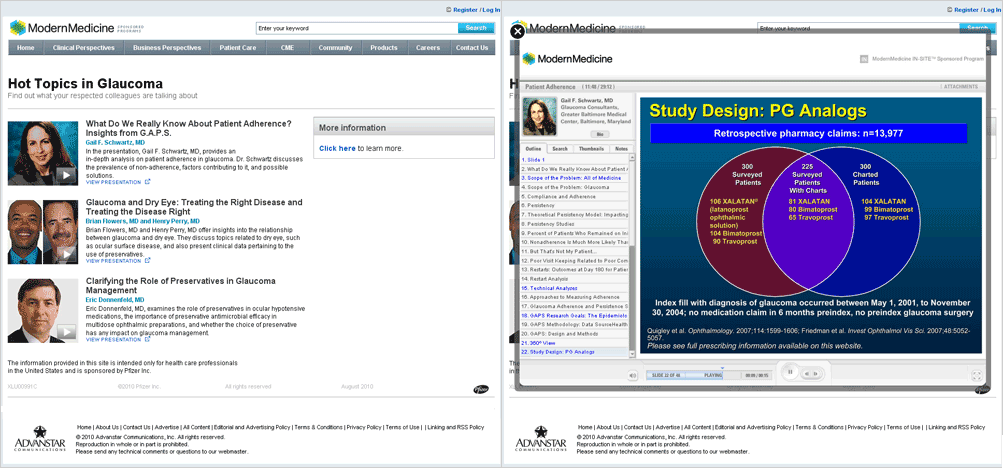 Register / Log In
ModernMedicine SPONSORED PROGRAMS
Enter your keyword
Search
Home Clinical Perspectives Business Perspectives Patient Care CME Community Products Careers Contact Us
Hot Topics in Glaucoma
Find out what your respected colleagues are talking about
What Do We Really Know About Patient Adherence?
Insights from G.A.P.S.
Gail F. Schwartz, MD
In the presentation, Gail F. Schwartz, MD, provides an
in-depth analysis on patient adherence in glaucoma. Dr. Schwartz discusses
the prevalence of non-adherence, factors contributing to it, and possible
solutions.
VIEW PRESENTATION
Glaucoma and Dry Eye: Treating the Right Disease and
Treating the Disease Right
Brian Flowers, MD and Henry Perry, MD
Brian Flowers, MD and Henry Perry, MD offer insights into the relationship
between glaucoma and dry eye. They discuss topics related to dry eye, such
as ocular surface disease, and also present clinical data pertaining to the
use of preservatives.
VIEW PRESENTATION
Clarifying the Role of Preservatives in Glaucoma
Management
Eric Donnenfeld, MD
Eric Donnenfeld, MD, examines the role of preservatives in ocular hypotensive
medications, the importance of preservative antimicrobial efficacy in
multidose ophthalmic preparations, and whether the choice of preservative
has any impact on glaucoma management.
VIEW PRESENTATION
More information
Click here to learn more.
The information provided in this site is intended only for health care professionals
in the United States and is sponsored by Pfizer Inc.
XLU00991C ©2010 Pfizer Inc. All rights reserved August 2010
Pfizer
ADVANSTAR
COMMUNICATIONS
Home | About Us | Contact Us | Advertise | All Content | Editorial and Advertising Policy | Terms & Conditions | Privacy Policy | Terms of Use | | Linking and RSS Policy
© 2010 Advanstar Communications, Inc. All rights reserved.
Reproduction in whole or in part is prohibited.
Please send any technical comments or questions to our webmaster.
Register / Log In
ModernMedicine SPONSORED
Enter your keyword
Search
ModernMedicine
ModernMedicine IN-SITE™ Sponsored Program
Patient Adherence (11:48 / 29:12)
ATTACHMENTS
Gail F. Schwartz, MD
Glaucoma Consultants,
Greater Baltimore Medical
Center, Baltimore, Maryland
Bio
Outline Search Thumbnails Notes
1. Slide 1
2. What Do We Really Know About Patient A
3. Scope of the Problem: All of Medicine
4. Scope of the Problem: Glaucoma
5. Compliance and Adherence
6. Persistency
7. Theoretical Persistency Model: Impacting
8. Persistency Studies
9. Percent of Patients Who Remained on In
10. Nonadherence Is Much More Likely Tha
11. But That's Not My Patient...
12. Poor Visit Keeping Related to Poor Com
13. Restarts: Outcomes at Day 180 for Patien
14. Restart Analysis
15. Technical Analyzes
16. Approaches to Measuring Adherence
17. Glaucoma Adherence and Persistence S
18. GAPS Research Goals: The Epidemiolo
19. GAPS Methodology: Data SourceHealth
20. GAPS: Design and Methods
21. 360º View
22. Study Design: PG Analogs
Study Design: PG Analogs
Retrospective pharmacy claims: n=13,977
300
Surveyed
Patients
106 XALATAN®
(latanoprost
ophthalmic
solution)
104 Bimatoprost
90 Travoprost
225
Surveyed
Patients
With Charts
81 XALATAN
80 Bimatoprost
65 Travoprost
300
Charted
Patients
104 XALATAN
99 Bimatoprost
97 Travoprost
Index fill with diagnosis of glaucoma occurred between May 1, 2001, to November
30, 2004; no medication claim in 6 months preindex, no preindex glaucoma surgery
Quigley et al. Ophthalmology. 2007;114:1599-1606; Friedman et al. Invest Ophthalmol Vis Sci. 2007;48:5052-
5057.
Please see full prescribing information available on this website.
PLAYING
Pfizer
ADVANSTAR
COMMUNICATIONS
Home | About Us | Contact Us | Advertise | All Content | Editorial and Advertising Policy | Terms & Conditions | Privacy Policy | Terms of Use | | Linking and RSS Policy
© 2010 Advanstar Communications, Inc. All rights reserved.
Reproduction in whole or in part is prohibited.
Please send any technical comments or questions to our webmaster.